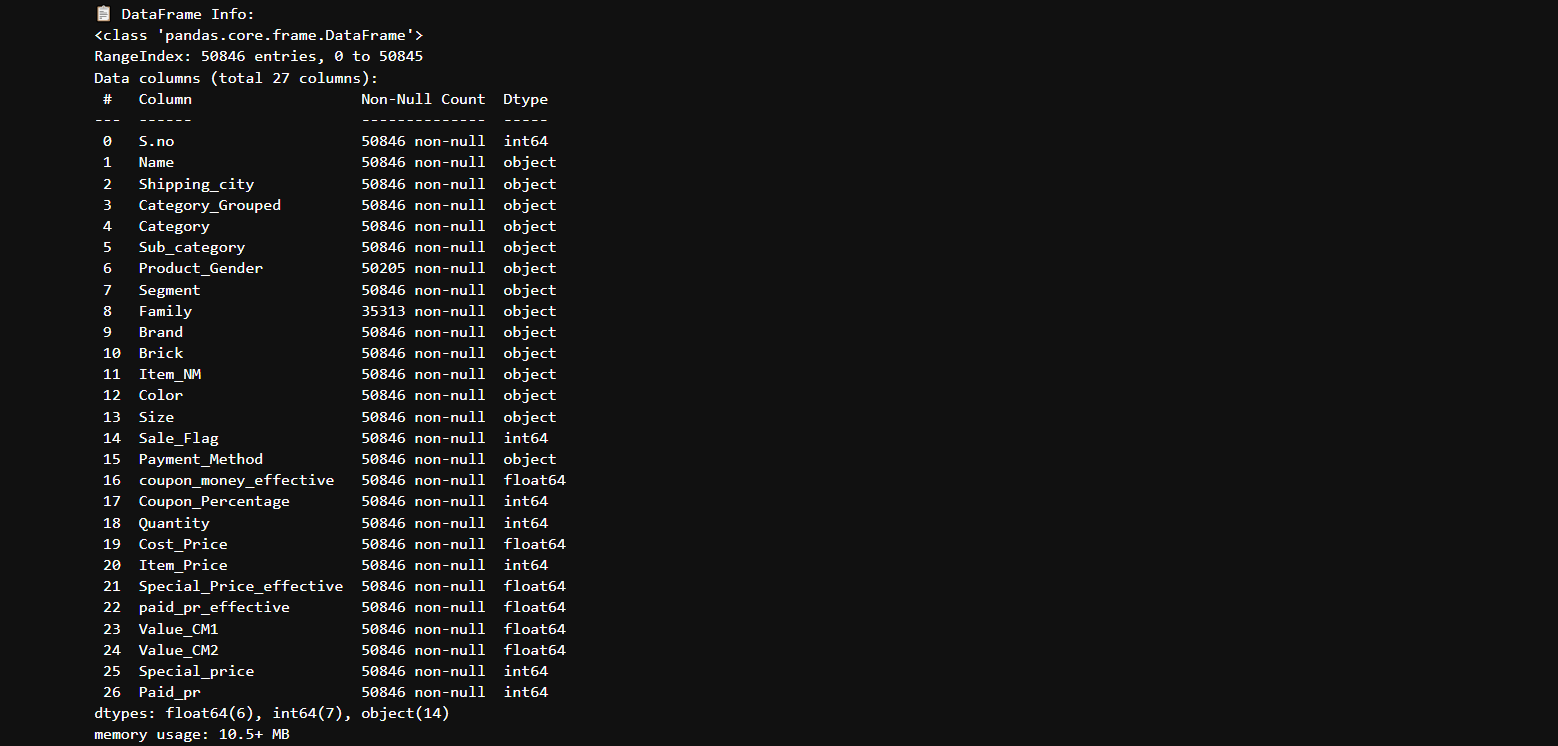 📋 DataFrame Info:
<class 'pandas.core.frame.DataFrame'>
RangeIndex: 50846 entries, 0 to 50845
Data columns (total 27 columns):
 #   Column                   Non-Null Count  Dtype
---  ------                   --------------  -----
 0   S.no                     50846 non-null  int64
 1   Name                     50846 non-null  object
 2   Shipping_city            50846 non-null  object
 3   Category_Grouped         50846 non-null  object
 4   Category                 50846 non-null  object
 5   Sub_category             50846 non-null  object
 6   Product_Gender           50205 non-null  object
 7   Segment                  50846 non-null  object
 8   Family                   35313 non-null  object
 9   Brand                    50846 non-null  object
 10  Brick                    50846 non-null  object
 11  Item_NM                  50846 non-null  object
 12  Color                    50846 non-null  object
 13  Size                     50846 non-null  object
 14  Sale_Flag                50846 non-null  int64
 15  Payment_Method           50846 non-null  object
 16  coupon_money_effective   50846 non-null  float64
 17  Coupon_Percentage        50846 non-null  int64
 18  Quantity                 50846 non-null  int64
 19  Cost_Price               50846 non-null  float64
 20  Item_Price               50846 non-null  int64
 21  Special_Price_effective  50846 non-null  float64
 22  paid_pr_effective        50846 non-null  float64
 23  Value_CM1                50846 non-null  float64
 24  Value_CM2                50846 non-null  float64
 25  Special_price            50846 non-null  int64
 26  Paid_pr                  50846 non-null  int64
dtypes: float64(6), int64(7), object(14)
memory usage: 10.5+ MB